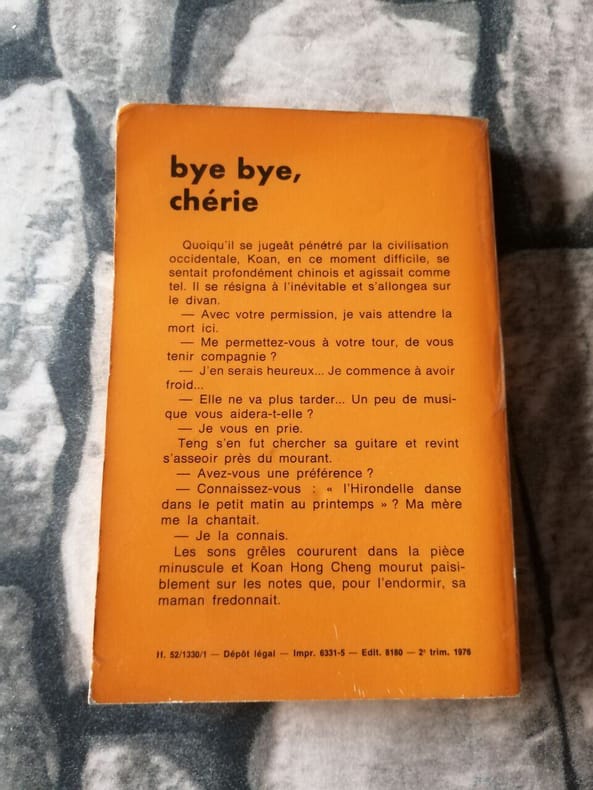 bye bye,
chérie
Quoiqu'il se jugeât pénétré par la civilisation
occidentale, Koan, en ce moment difficile, se
sentait profondément chinois et agissait comme
tel. Il se résigna à l'inévitable et s'allongea sur
le divan.
— Avec votre permission, je vais attendre la
mort ici.
— Me permettez-vous à votre tour, de vous
tenir compagnie ?
— J'en serais heureux... Je commence à avoir
froid...
— Elle ne va plus tarder... Un peu de musi-
que vous aidera-t-elle ?
— Je vous en prie.
Teng s'en fut chercher sa guitare et revint
s'asseoir près du mourant.
— Avez-vous une préférence ?
— Connaissez-vous : « l'Hirondelle danse
dans le petit matin au printemps » ? Ma mère
me la chantait.
— Je la connais.
Les sons grêles coururent dans la pièce
minuscule et Koan Hong Cheng mourut paisi-
blement sur les notes que, pour l'endormir, sa
maman fredonnait.
H. 52/1330/1 — Dépôt légal — Impr. 6331-5 — Edit. 8180 — 2e trim. 1976